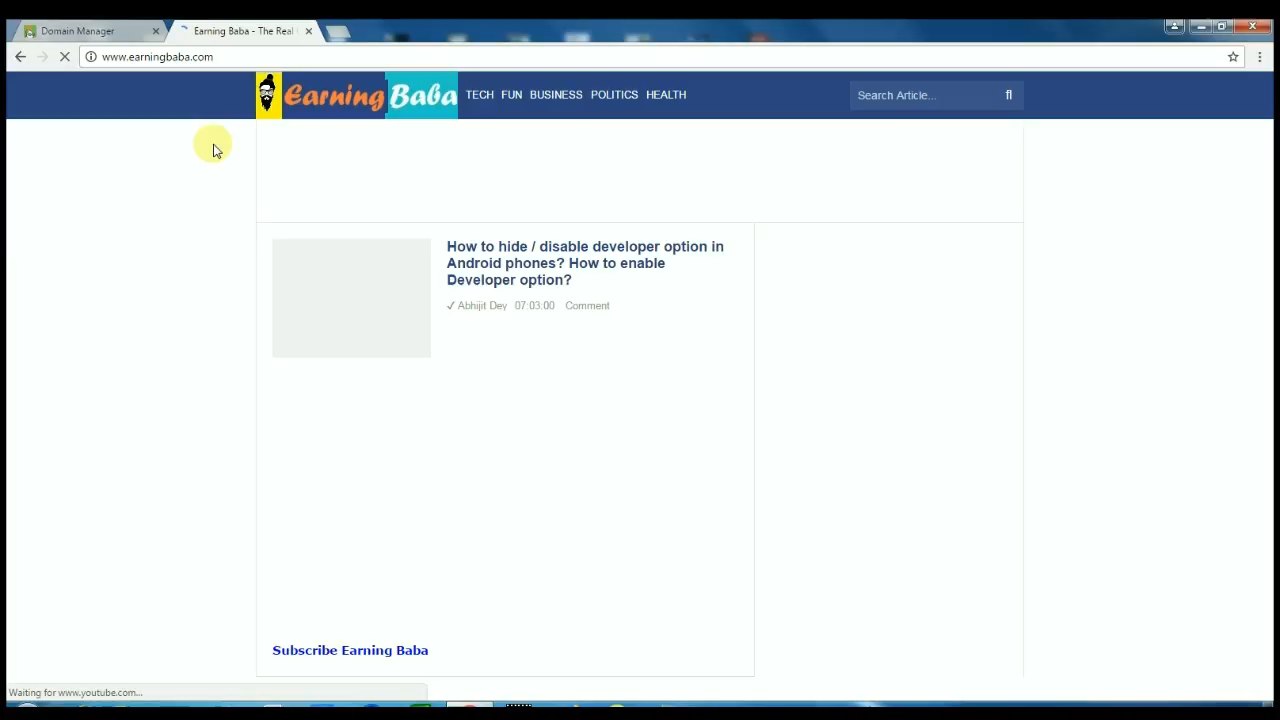 Domain Manager
Earning Baba - The Real
www.earningbaba.com
Earning Baba
TECH FUN BUSINESS POLITICS HEALTH
Search Article...
How to hide / disable developer option in
Android phones? How to enable
Developer option?
✓ Abhijit Dey 07:03:00 Comment
Subscribe Earning Baba
Waiting for www.youtube.com...